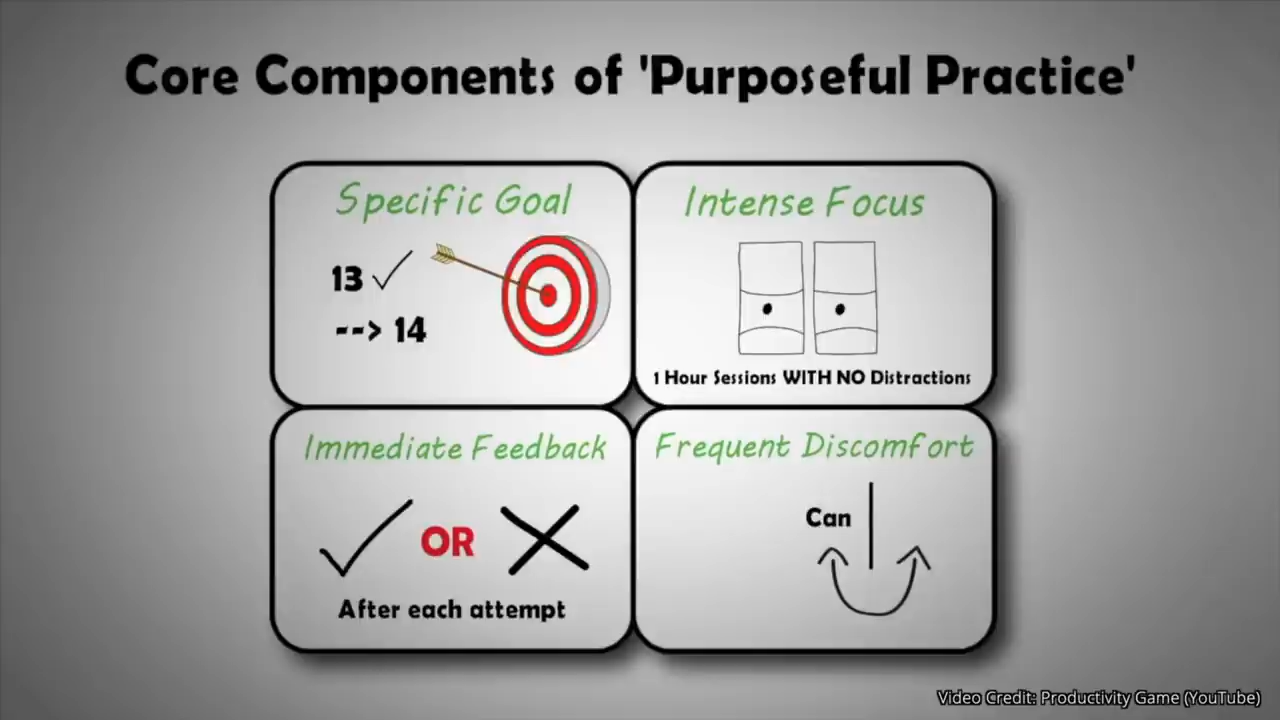 Core Components of 'Purposeful Practice'
Specific Goal
13
--> 14
Intense Focus
1 Hour Sessions WITH NO Distractions
Immediate Feedback
OR
After each attempt
Frequent Discomfort
Can
Video Credit: Productivity Game (YouTube)